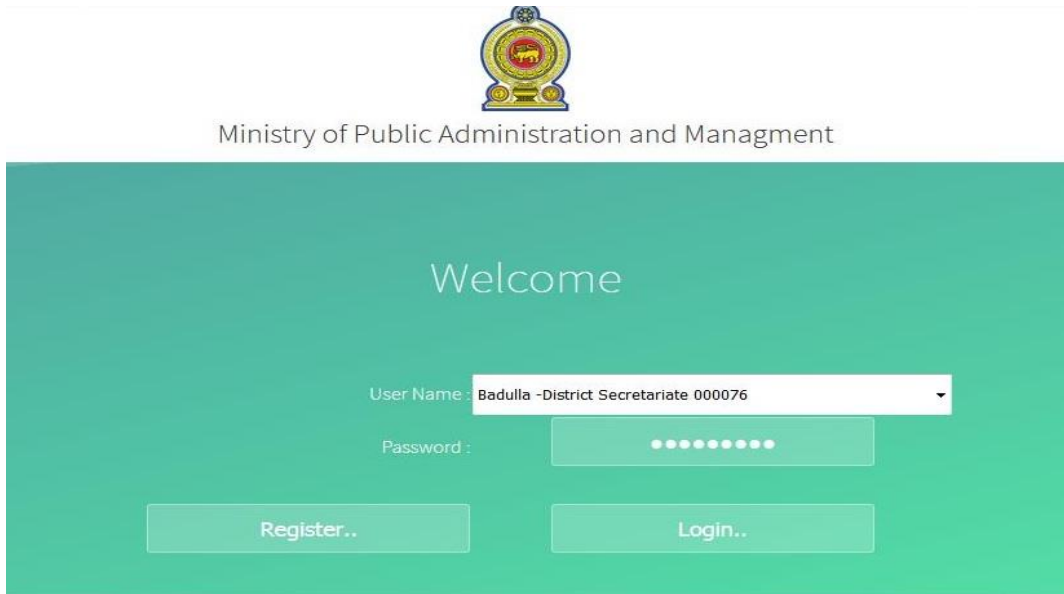 Ministry of Public Administration and Managment
Welcome
User Name : Badulla -District Secretariate 000076
Password : •••••••••
Register..
Login..